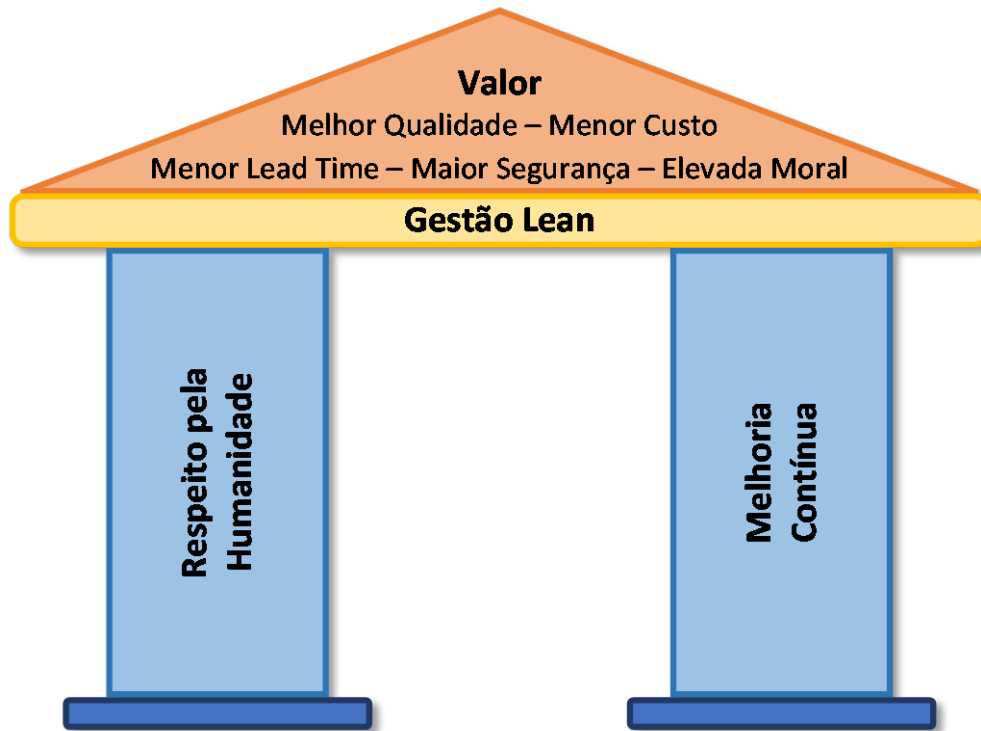 Valor
Melhor Qualidade – Menor Custo
Menor Lead Time – Maior Segurança – Elevada Moral
Gestão Lean
Respeito pela
Humanidade
Melhoria
Contínua